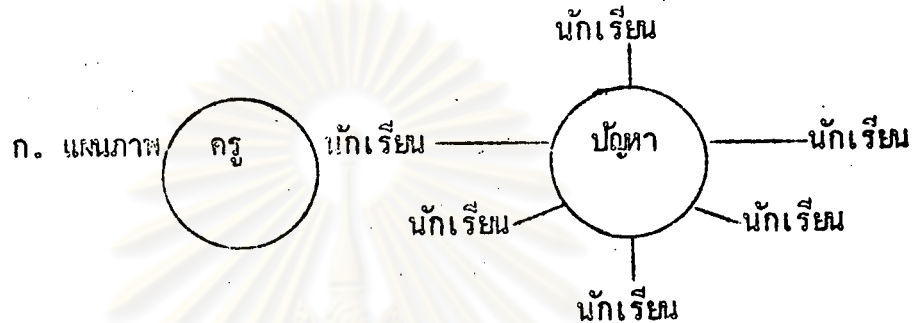 นักเรียน
ก. แผนภาพ ครู นักเรียน ปัญหา นักเรียน
นักเรียน นักเรียน
นักเรียน